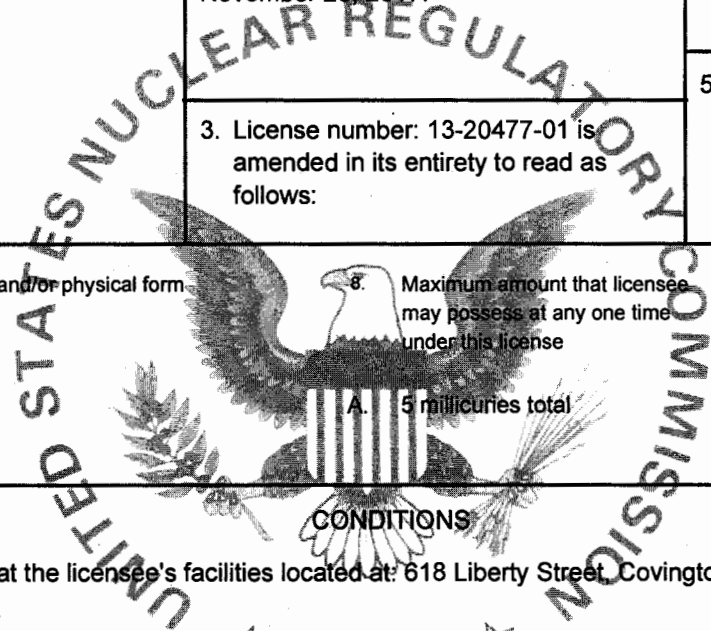 UNITED STATES NUCLEAR REGULATORY COMMISSION
5
3. License number: 13-20477-01 is
amended in its entirety to read as
follows:
and/or physical form
8. Maximum amount that licensee
may possess at any one time
under this license
A. 5 millicuries total
CONDITIONS
at the licensee's facilities located at: 618 Liberty Street, Covingto